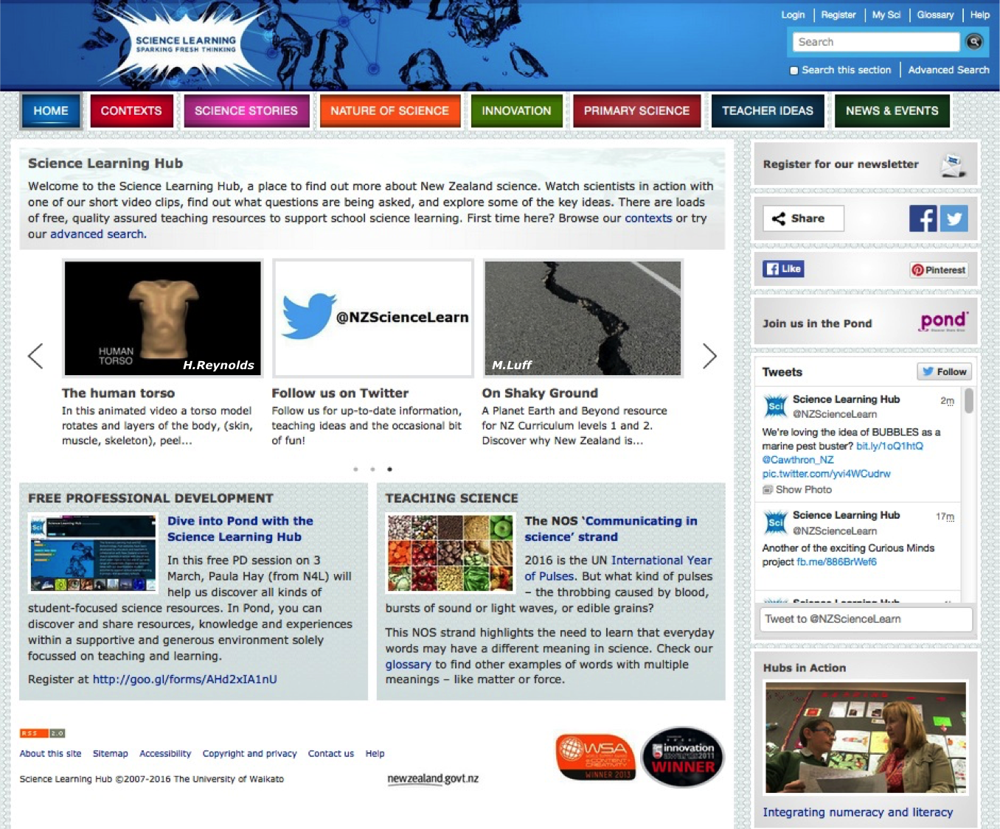 SCIENCE LEARNING
SPARKING FRESH THINKING
Login
Register
My Sci
Glossary
Help
Search
Search this section
Advanced Search
HOME
CONTEXTS
SCIENCE STORIES
NATURE OF SCIENCE
INNOVATION
PRIMARY SCIENCE
TEACHER IDEAS
NEWS & EVENTS
Science Learning Hub
Welcome to the Science Learning Hub, a place to find out more about New Zealand science. Watch scientists in action with
one of our short video clips, find out what questions are being asked, and explore some of the key ideas. There are loads
of free, quality assured teaching resources to support school science learning. First time here? Browse our contexts or try
our advanced search.
HUMAN
TORSO
H.Reynolds
The human torso
In this animated video a torso model
rotates and layers of the body, (skin,
muscle, skeleton), peel...
@NZScienceLearn
Follow us on Twitter
Follow us for up-to-date information,
teaching ideas and the occasional bit
of fun!
M.Luff
On Shaky Ground
A Planet Earth and Beyond resource
for NZ Curriculum levels 1 and 2.
Discover why New Zealand is...
FREE PROFESSIONAL DEVELOPMENT
Sci
Dive into Pond with the
Science Learning Hub
In this free PD session on 3
March, Paula Hay (from N4L) will
help us discover all kinds of
student-focused science resources. In Pond, you can
discover and share resources, knowledge and experiences
within a supportive and generous environment solely
focussed on teaching and learning.
Register at http://goo.gl/forms/AHd2xIA1nU
TEACHING SCIENCE
The NOS ‘Communicating in
science’ strand
2016 is the UN International Year
of Pulses. But what kind of pulses
– the throbbing caused by blood,
bursts of sound or light waves, or edible grains?
This NOS strand highlights the need to learn that everyday
words may have a different meaning in science. Check our
glossary to find other examples of words with multiple
meanings – like matter or force.
RSS 2.0
About this site
Sitemap
Accessibility
Copyright and privacy
Contact us
Help
Science Learning Hub ©2007-2016 The University of Waikato
newzealand.govt.nz
WSA
WORLD SUMMIT AWARD
e-CONTENT &
CREATIVITY
WINNER 2013
innovation
awards2011
WINNER
Register for our newsletter
Share
Like
Pinterest
Join us in the Pond
pond
Tweets
Follow
Sci
Science Learning Hub
2m
@NZScienceLearn
We're loving the idea of BUBBLES as a
marine pest buster? bit.ly/1oQ1htQ
@Cawthron_NZ
pic.twitter.com/yvi4WCudrw
Show Photo
Sci
Science Learning Hub
17m
@NZScienceLearn
Another of the exciting Curious Minds
project fb.me/886BrWef6
Science Learning Hub
Tweet to @NZScienceLearn
Hubs in Action
Integrating numeracy and literacy